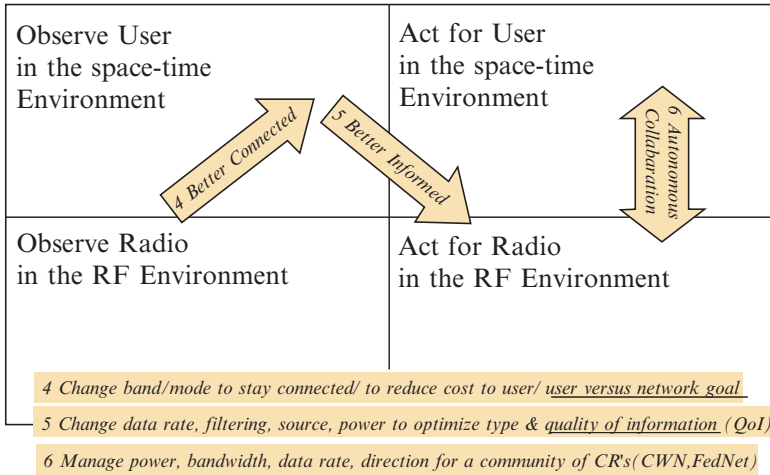 Observe User
in the space-time
Environment
Act for User
in the space-time
Environment
4 Better Connected
5 Better Informed
6 Autonomous
Collabaration
Observe Radio
in the RF Environment
Act for Radio
in the RF Environment
4 Change band/mode to stay connected/ to reduce cost to user/ user versus network goal
5 Change data rate, filtering, source, power to optimize type & quality of information (QoI)
6 Manage power, bandwidth, data rate, direction for a community of CR's(CWN,FedNet)